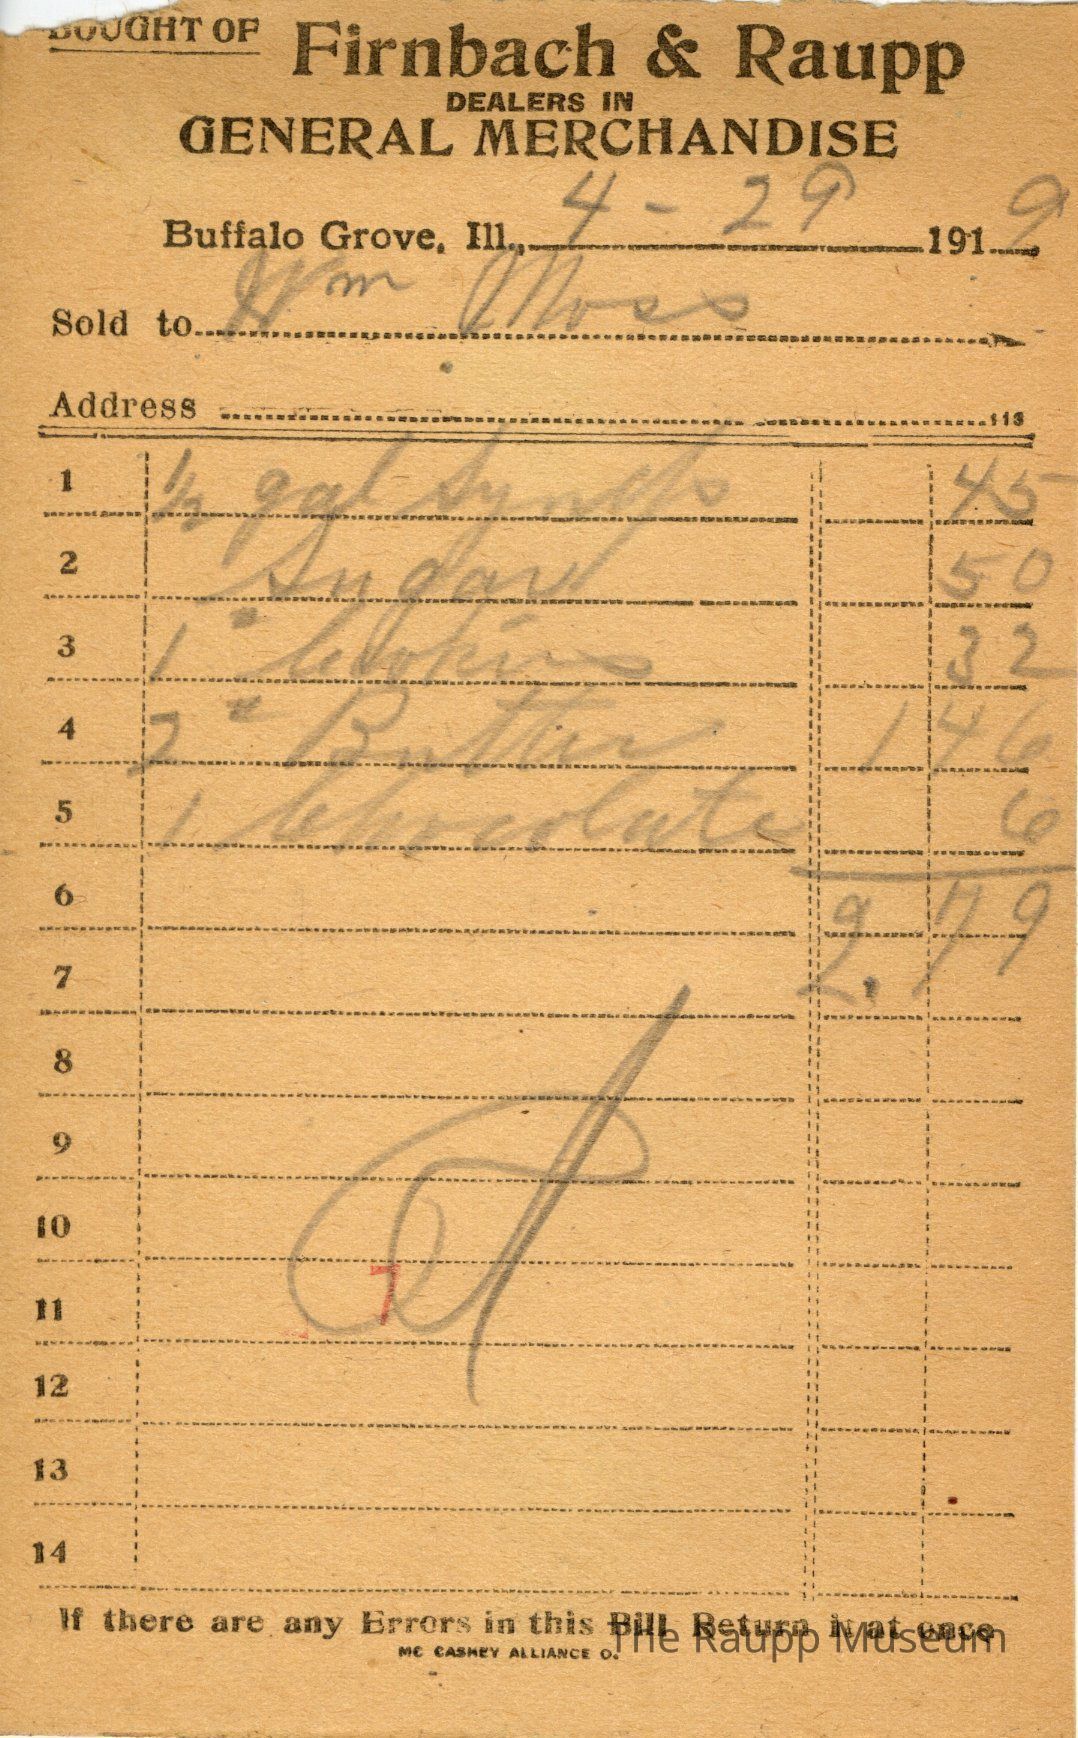 BOUGHT OF Firnbach & Raupp
DEALERS IN
GENERAL MERCHANDISE
Buffalo Grove, Ill., 4 - 29 1919
Sold to Wm Moss
Address
113
1 ½ gal Syrup 45
2 Sugar 50
3 1 " Cookies 32
4 2 " Butter 1 46
5 1 Chocolate 6
6 2.79
7
8
9
10
7
11
12
13
14
If there are any Errors in this Bill Return it at once
MC CASKEY ALLIANCE O.
The Raupp Museum